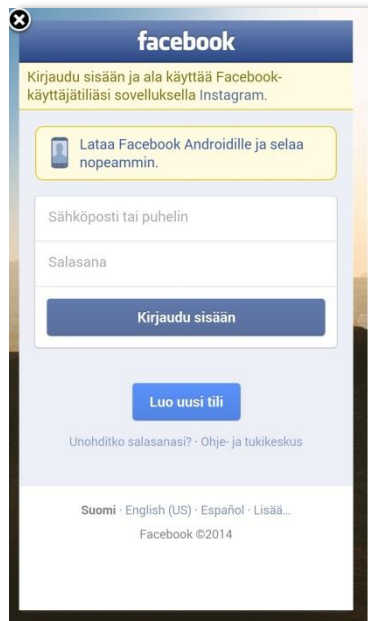 facebook
Kirjaudu sisään ja ala käyttää Facebook-
käyttäjätiliäsi sovelluksella Instagram.
Lataa Facebook Androidille ja selaa
nopeammin.
Sähköposti tai puhelin
Salasana
Kirjaudu sisään
Luo uusi tili
Unohditko salasanasi? · Ohje- ja tukikeskus
Suomi · English (US) · Español · Lisää...
Facebook ©2014